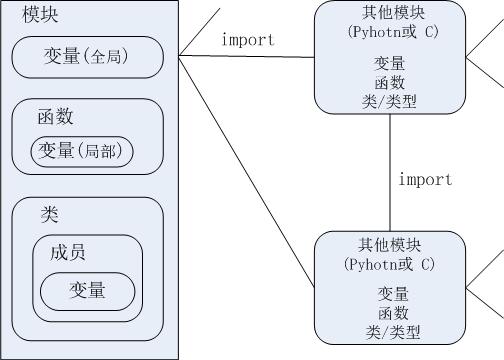 模块
变量(全局)
函数
变量(局部)
类
成员
变量
import
其他模块
(Pyhotn或 C)
变量
函数
类/类型
import
其他模块
(Pyhotn或 C)
变量
函数
类/类型